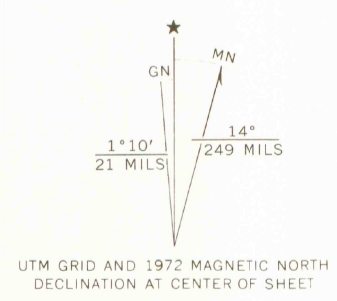 ★
MN
GN
1°10′
21 MILS
14°
249 MILS
UTM GRID AND 1972 MAGNETIC NORTH
DECLINATION AT CENTER OF SHEET